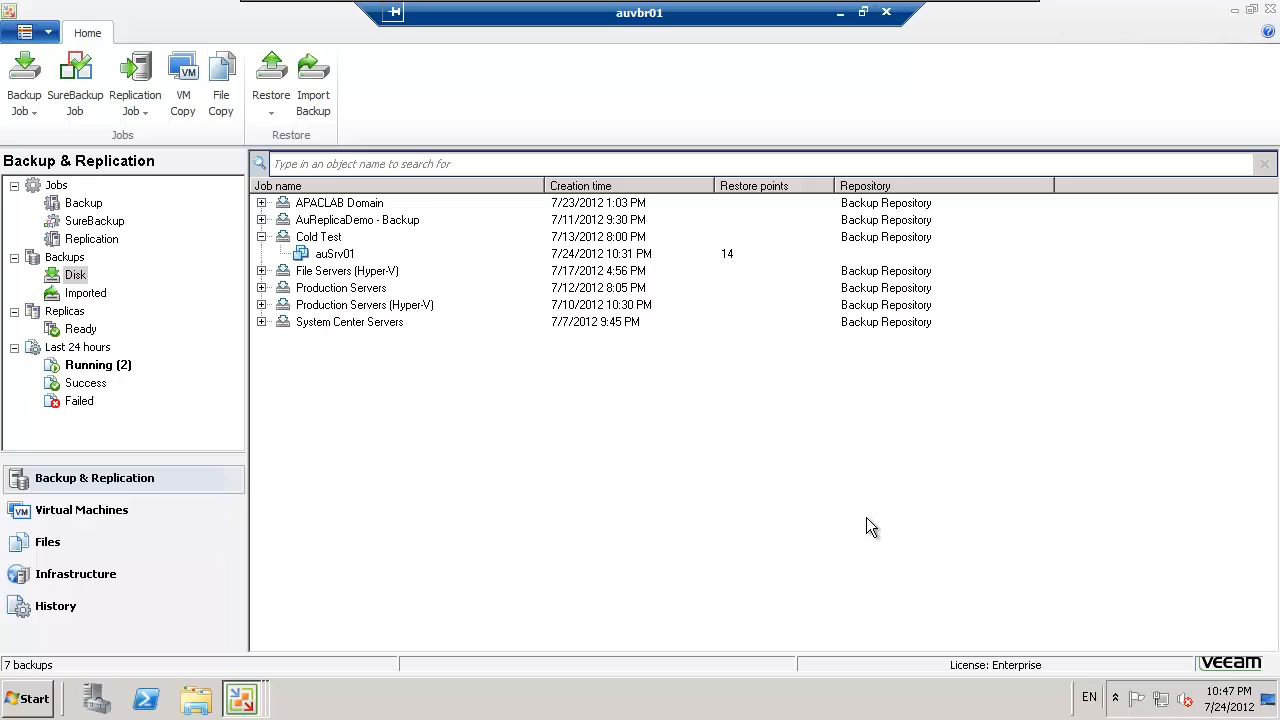 auvbr01
Home
Backup Job
SureBackup Job
Replication Job
VM Copy
File Copy
Restore
Import Backup
Jobs
Restore
Backup & Replication
Jobs
Backup
SureBackup
Replication
Backups
Disk
Imported
Replicas
Ready
Last 24 hours
Running (2)
Success
Failed
Backup & Replication
VM Virtual Machines
Files
Infrastructure
History
Type in an object name to search for
Job name Creation time Restore points Repository
APACLAB Domain 7/23/2012 1:03 PM Backup Repository
AuReplicaDemo - Backup 7/11/2012 9:30 PM Backup Repository
Cold Test 7/13/2012 8:00 PM Backup Repository
auSrv01 7/24/2012 10:31 PM 14
File Servers (Hyper-V) 7/17/2012 4:56 PM Backup Repository
Production Servers 7/12/2012 8:05 PM Backup Repository
Production Servers (Hyper-V) 7/10/2012 10:30 PM Backup Repository
System Center Servers 7/7/2012 9:45 PM Backup Repository
7 backups License: Enterprise veeam
Start EN 10:47 PM
7/24/2012